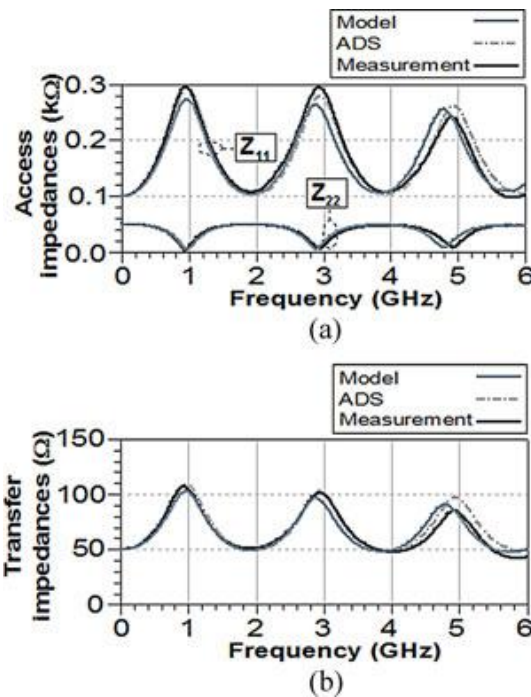 Model
ADS
Measurement
Access
impedances (kΩ)
0.3
0.2
0.1
0.0
Z11
Z22
0 1 2 3 4 5 6
Frequency (GHz)
(a)
Model
ADS
Measurement
Transfer
impedances (Ω)
150
100
50
0
0 1 2 3 4 5 6
Frequency (GHz)
(b)